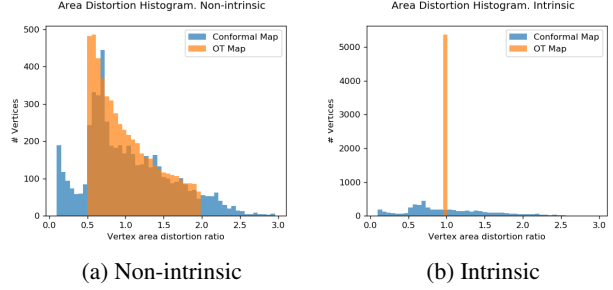 Area Distortion Histogram. Non-intrinsic
Conformal Map
OT Map
# Vertices
500
400
300
200
100
0
0.0 0.5 1.0 1.5 2.0 2.5 3.0
Vertex area distortion ratio
(a) Non-intrinsic
Area Distortion Histogram. Intrinsic
Conformal Map
OT Map
# Vertices
5000
4000
3000
2000
1000
0
0.0 0.5 1.0 1.5 2.0 2.5 3.0
Vertex area distortion ratio
(b) Intrinsic